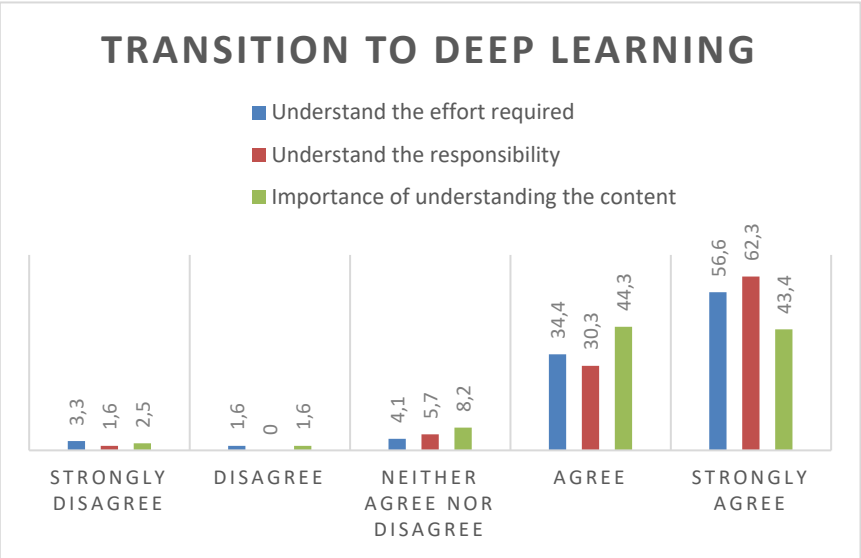 TRANSITION TO DEEP LEARNING
Understand the effort required
Understand the responsibility
Importance of understanding the content
3,3
1,6
2,5
1,6
0
1,6
4,1
5,7
8,2
34,4
30,3
44,3
56,6
62,3
43,4
STRONGLY
DISAGREE
DISAGREE
NEITHER
AGREE NOR
DISAGREE
AGREE
STRONGLY
AGREE